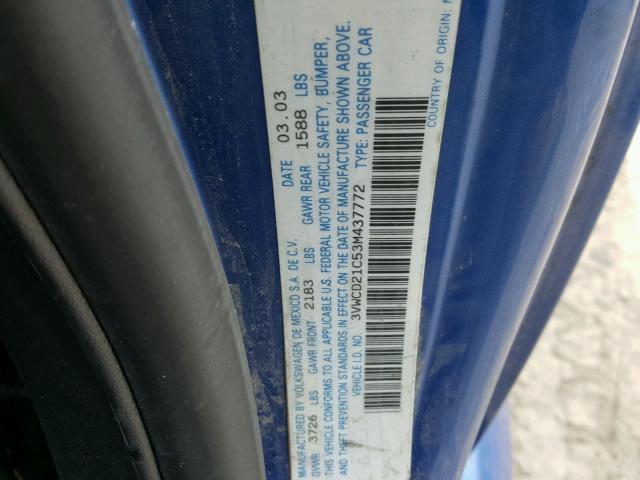 MANUFACTURED BY VOLKSWAGEN DE MEXICO S.A. DE C.V. DATE 03.03
GVWR 3726 LBS GAWR FRONT 2183 LBS GAWR REAR 1588 LBS
THIS VEHICLE CONFORMS TO ALL APPLICABLE U.S. FEDERAL MOTOR VEHICLE SAFETY, BUMPER,
AND THEFT PREVENTION STANDARDS IN EFFECT ON THE DATE OF MANUFACTURE SHOWN ABOVE.
VEHICLE I.D. NO. 3VWCD21C53M437772 TYPE: PASSENGER CAR
COUNTRY OF ORIGIN: